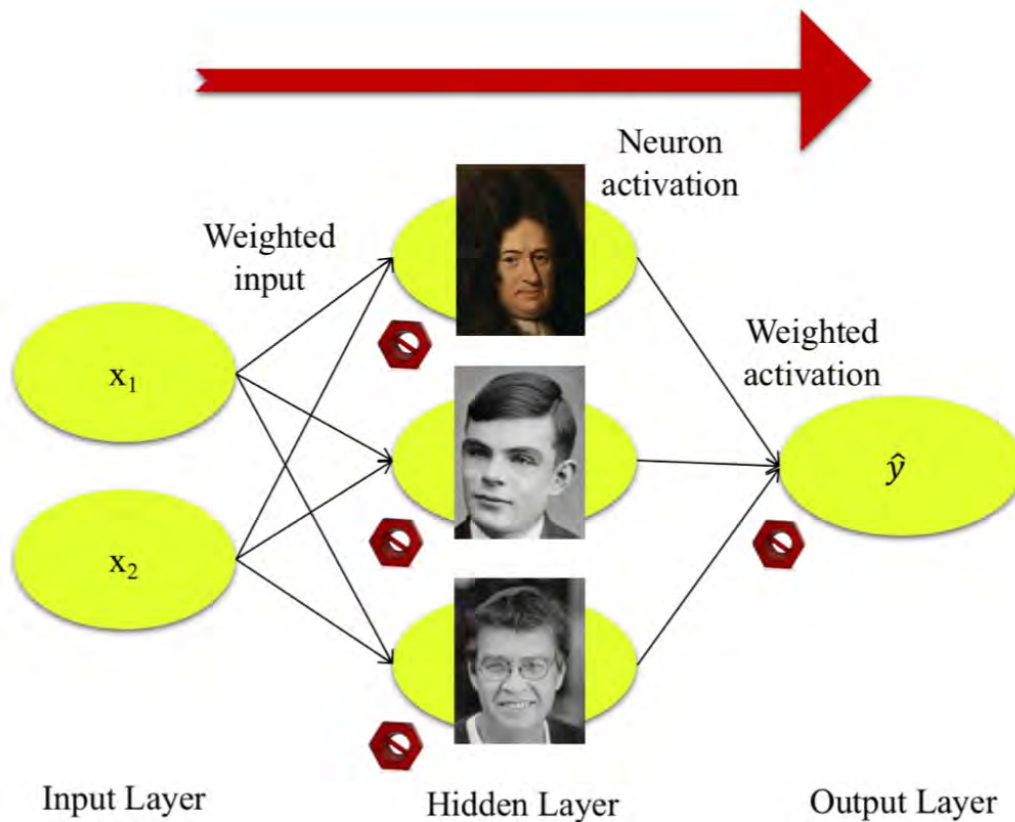 Neuron
activation
Weighted
input
Weighted
activation
x₁
ŷ
x₂
Input Layer
Hidden Layer
Output Layer